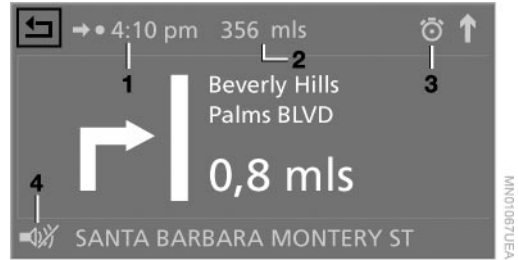 4:10 pm 356 mls
1 2 3
Beverly Hills
Palms BLVD
0,8 mls
4
SANTA BARBARA MONTERY ST
MN01067UEA